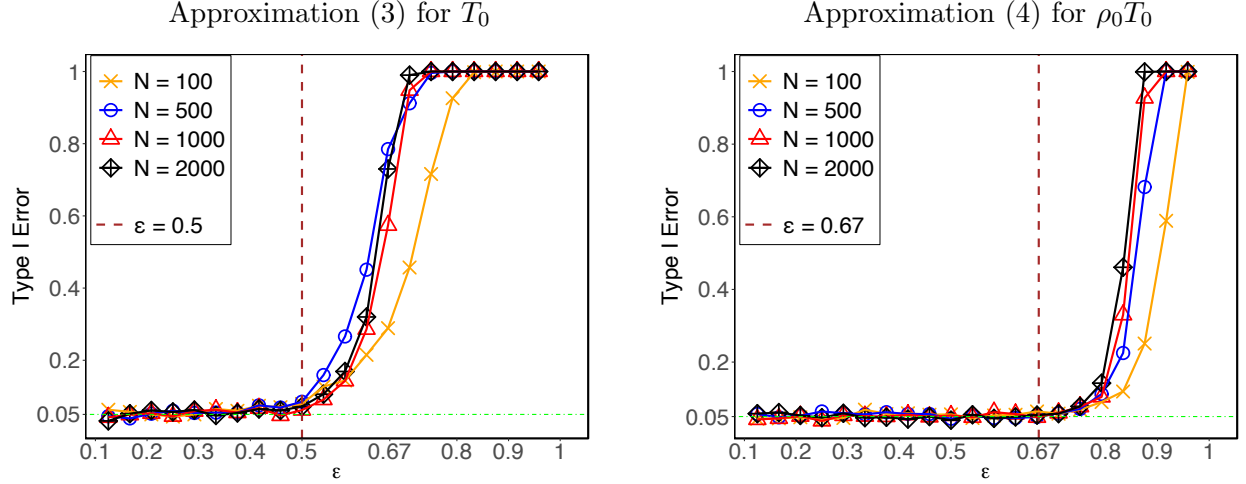 Approximation (3) for T₀
N = 100
N = 500
N = 1000
N = 2000
ε = 0.5
Type I Error
1
0.8
0.6
0.4
0.2
0.05
0.1 0.2 0.3 0.4 0.5 0.67 0.8 0.9 1
ε
Approximation (4) for ρ₀T₀
N = 100
N = 500
N = 1000
N = 2000
ε = 0.67
Type I Error
1
0.8
0.6
0.4
0.2
0.05
0.1 0.2 0.3 0.4 0.5 0.67 0.8 0.9 1
ε